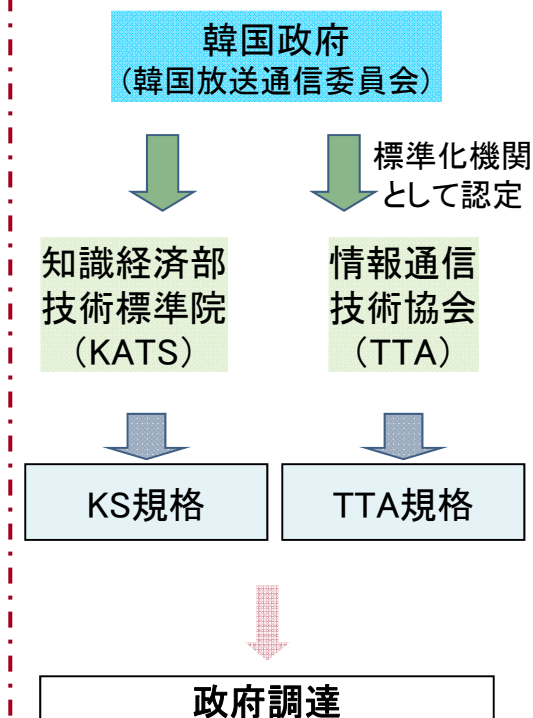 韓国政府
（韓国放送通信委員会）
標準化機関
として認定
知識経済部
技術標準院
（KATS）
情報通信
技術協会
（TTA）
KS規格
TTA規格
政府調達